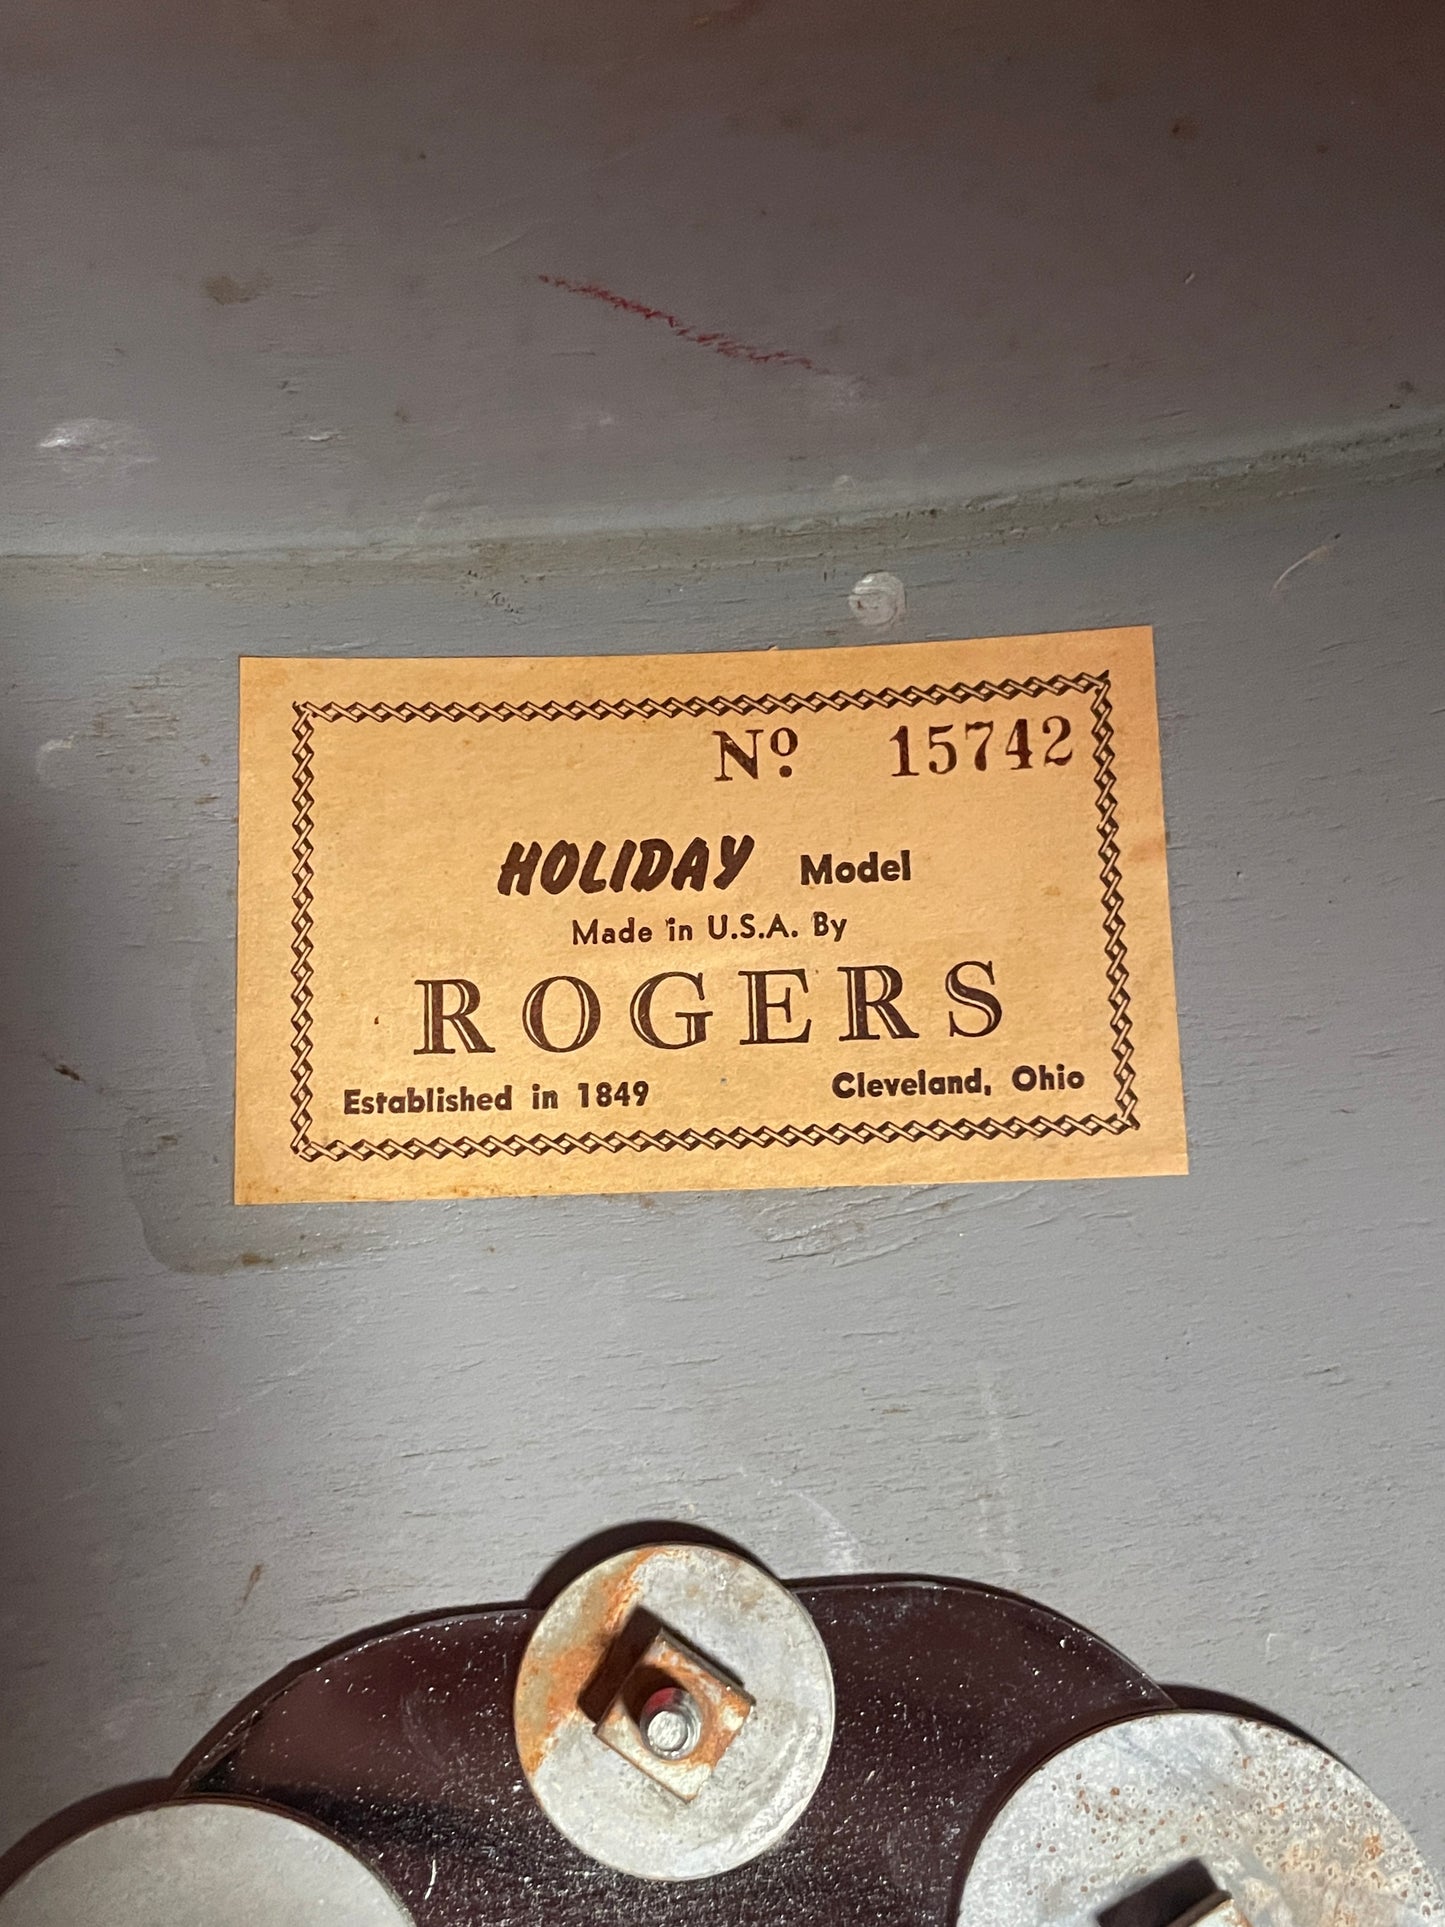 Nº 15742
HOLIDAY Model
Made in U.S.A. By
ROGERS
Established in 1849 Cleveland, Ohio